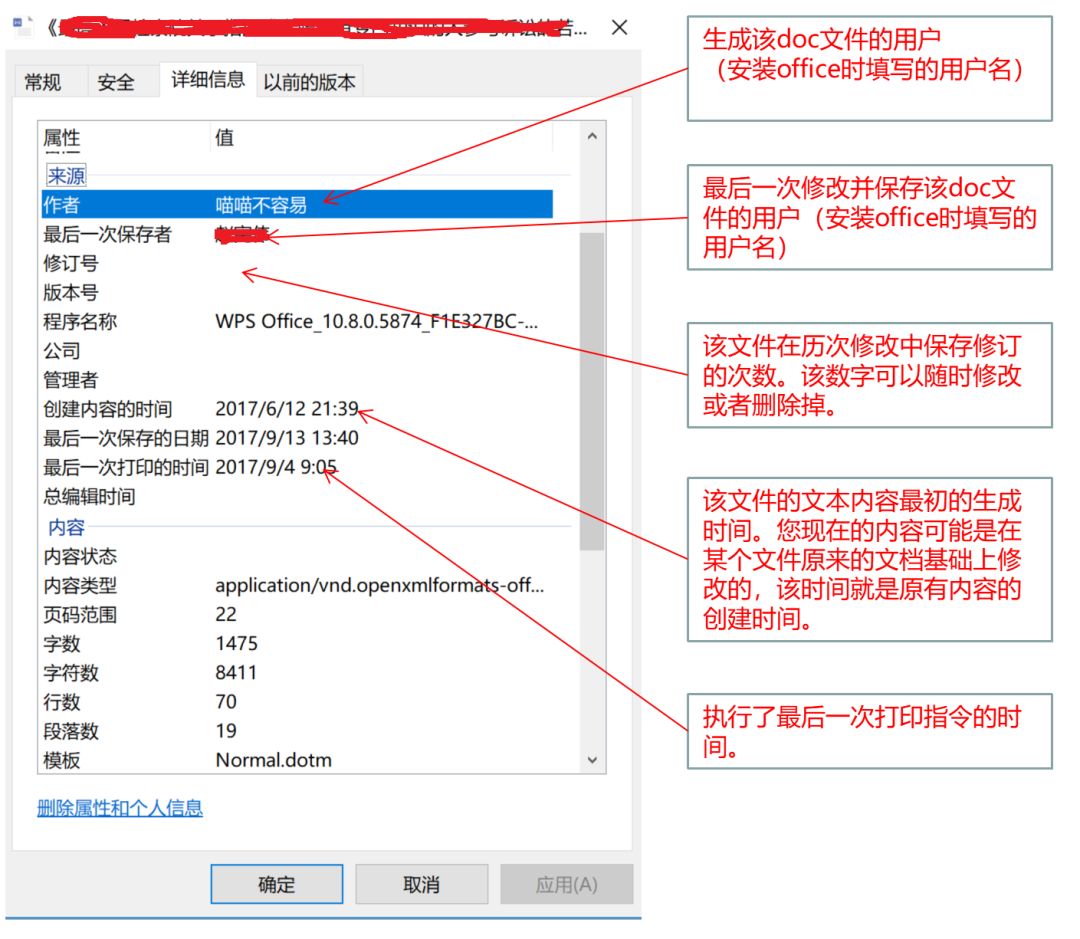 常规 安全 详细信息 以前的版本
属性 值
来源
作者 喵喵不容易
最后一次保存者
修订号
版本号
程序名称 WPS Office_10.8.0.5874_F1E327BC-...
公司
管理者
创建内容的时间 2017/6/12 21:39
最后一次保存的日期 2017/9/13 13:40
最后一次打印的时间 2017/9/4 9:05
总编辑时间
内容
内容状态
内容类型 application/vnd.openxmlformats-off...
页码范围 22
字数 1475
字符数 8411
行数 70
段落数 19
模板 Normal.dotm
删除属性和个人信息
确定 取消 应用(A)
生成该doc文件的用户
（安装office时填写的用户名）
最后一次修改并保存该doc文
件的用户（安装office时填写的
用户名）
该文件在历次修改中保存修订
的次数。该数字可以随时修改
或者删除掉。
该文件的文本内容最初的生成
时间。您现在的内容可能是在
某个文件原来的文档基础上修
改的，该时间就是原有内容的
创建时间。
执行了最后一次打印指令的时
间。